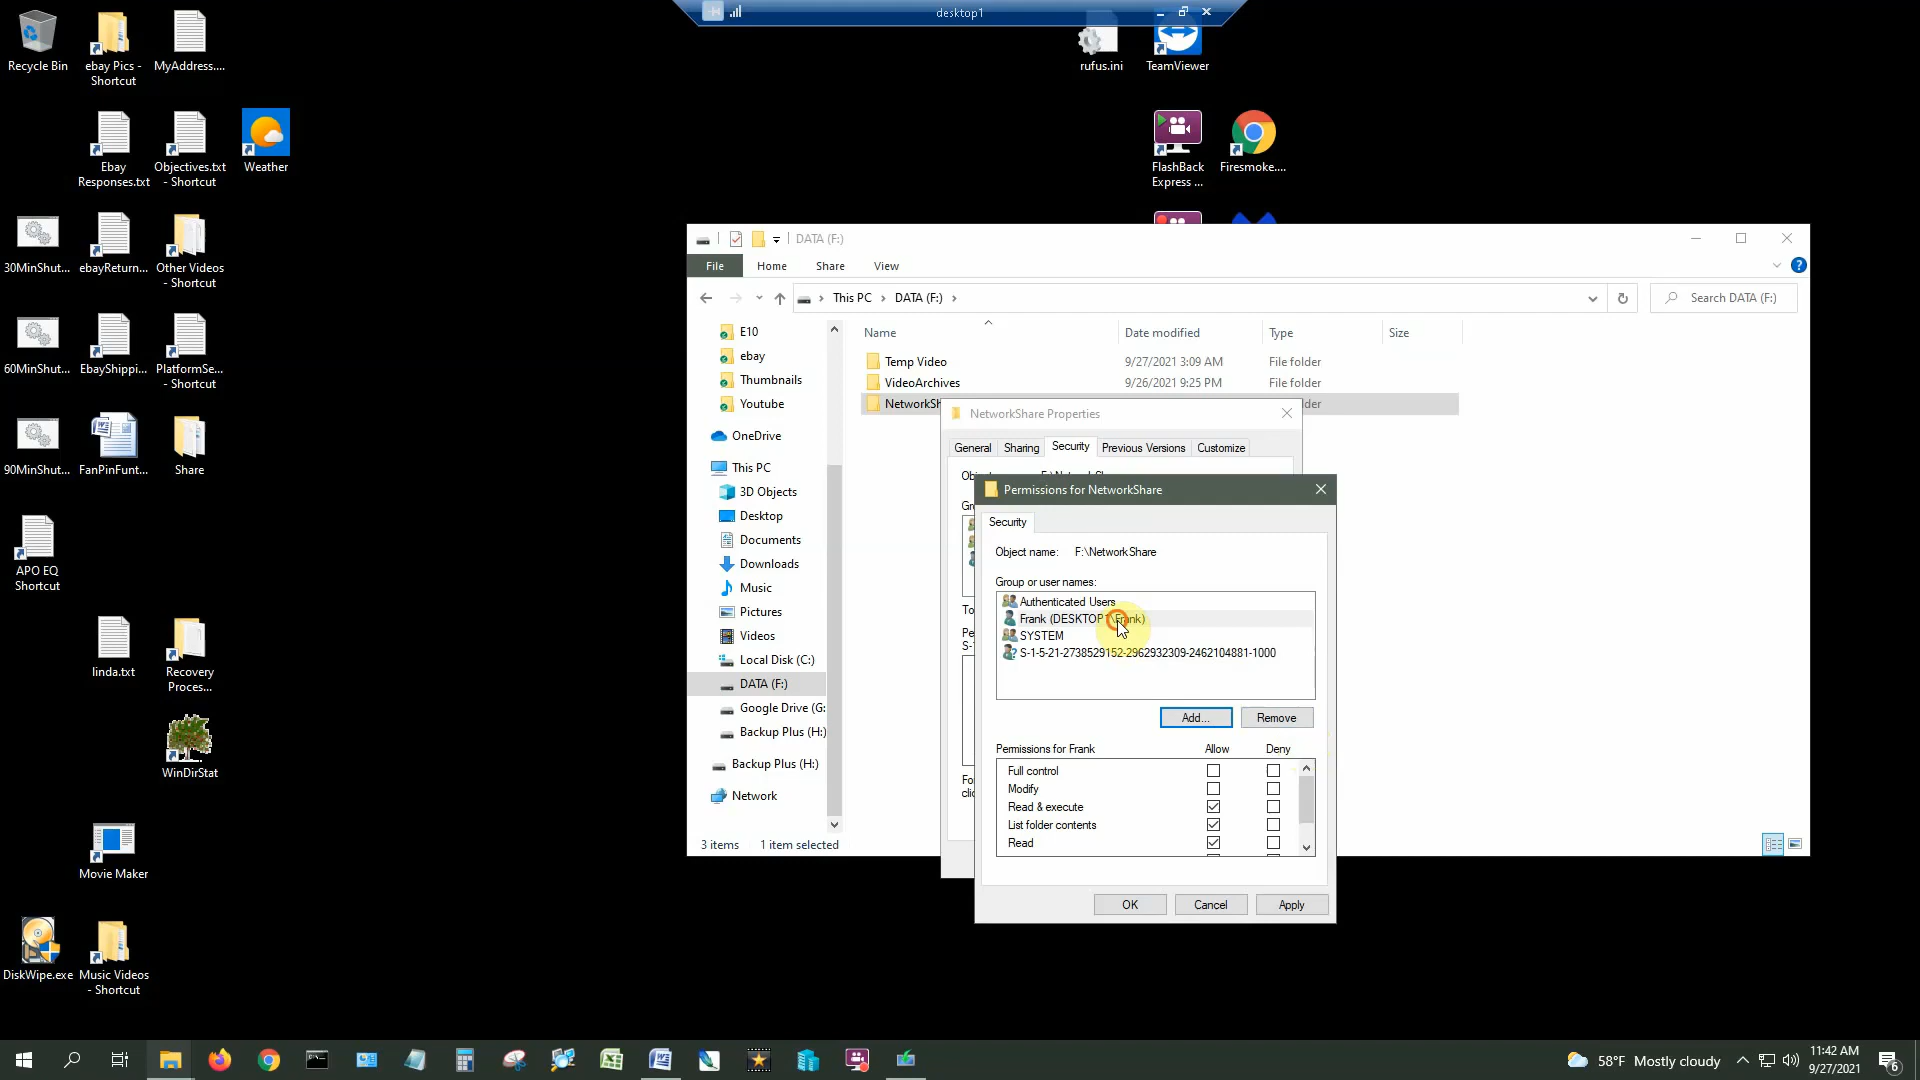 desktop1
Recycle Bin
ebay Pics -
Shortcut
MyAddress....
rufus.ini
TeamViewer
Ebay
Responses.txt
Objectives.txt
- Shortcut
Weather
FlashBack
Express ...
Firesmoke....
30MinShut...
ebayReturn...
Other Videos
- Shortcut
60MinShut...
EbayShippi...
PlatformSe...
- Shortcut
90MinShut...
FanPinFunt...
Share
APO EQ
Shortcut
linda.txt
Recovery
Proces...
WinDirStat
Movie Maker
DiskWipe.exe
Music Videos
- Shortcut
DATA (F:)
File
Home
Share
View
This PC
DATA (F:)
Search DATA (F:)
E10
ebay
Thumbnails
Youtube
OneDrive
This PC
3D Objects
Desktop
Documents
Downloads
Music
Pictures
Videos
Local Disk (C:)
DATA (F:)
Google Drive (G:
Backup Plus (H:)
Backup Plus (H:)
Network
Name
Date modified
Type
Size
Temp Video
9/27/2021 3:09 AM
File folder
VideoArchives
9/26/2021 9:25 PM
File folder
NetworkSh
lder
3 items
1 item selected
NetworkShare Properties
General
Sharing
Security
Previous Versions
Customize
Permissions for NetworkShare
Security
Object name: F:\NetworkShare
Group or user names:
Authenticated Users
Frank (DESKTOP1\Frank)
SYSTEM
S-1-5-21-2738529152-2962932309-2462104881-1000
Add...
Remove
Permissions for Frank
Allow
Deny
Full control
Modify
Read & execute
List folder contents
Read
OK
Cancel
Apply
58°F Mostly cloudy
11:42 AM
9/27/2021
6